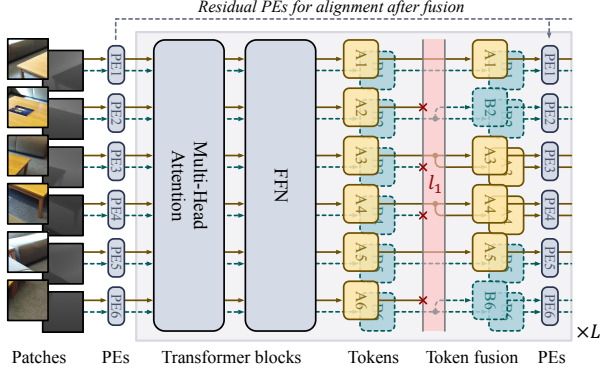 Residual PEs for alignment after fusion
PE1 A1 A1 PE1
PE2 A2 B2 PE2
PE3 A3 A3 PE3
Multi-Head
Attention
FFN
l₁
PE4 A4 A4 PE4
PE5 A5 A5 PE5
PE6 A6 B6 PE6
×L
Patches PEs Transformer blocks Tokens Token fusion PEs